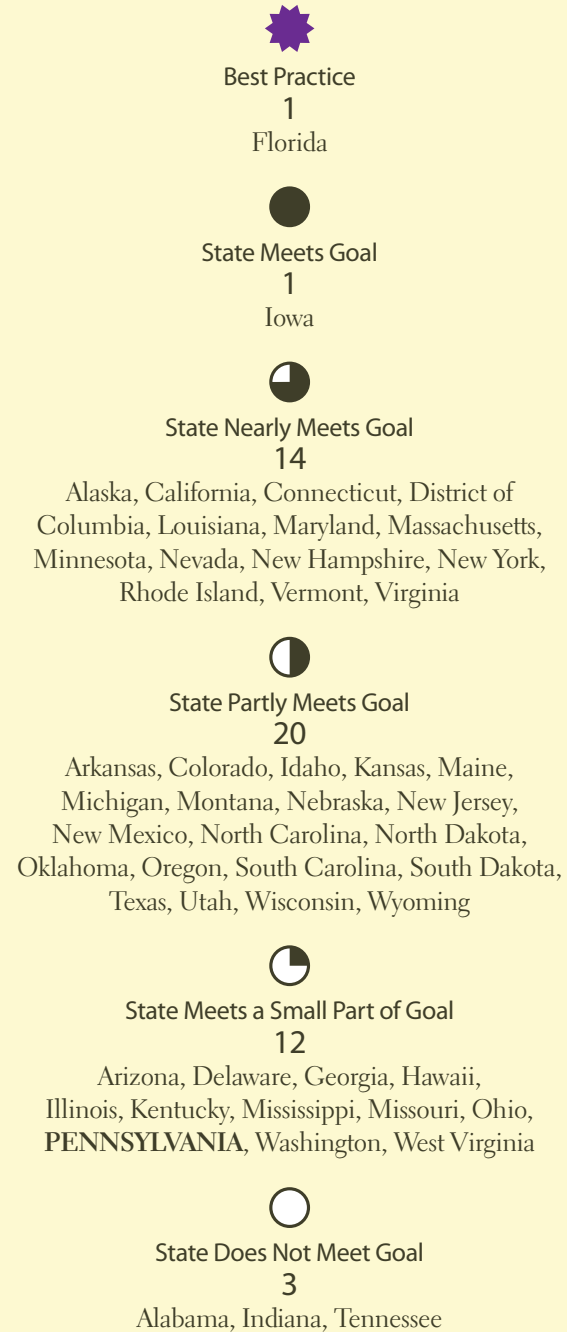 Best Practice
1
Florida
State Meets Goal
1
Iowa
State Nearly Meets Goal
14
Alaska, California, Connecticut, District of
Columbia, Louisiana, Maryland, Massachusetts,
Minnesota, Nevada, New Hampshire, New York,
Rhode Island, Vermont, Virginia
State Partly Meets Goal
20
Arkansas, Colorado, Idaho, Kansas, Maine,
Michigan, Montana, Nebraska, New Jersey,
New Mexico, North Carolina, North Dakota,
Oklahoma, Oregon, South Carolina, South Dakota,
Texas, Utah, Wisconsin, Wyoming
State Meets a Small Part of Goal
12
Arizona, Delaware, Georgia, Hawaii,
Illinois, Kentucky, Mississippi, Missouri, Ohio,
PENNSYLVANIA, Washington, West Virginia
State Does Not Meet Goal
3
Alabama, Indiana, Tennessee